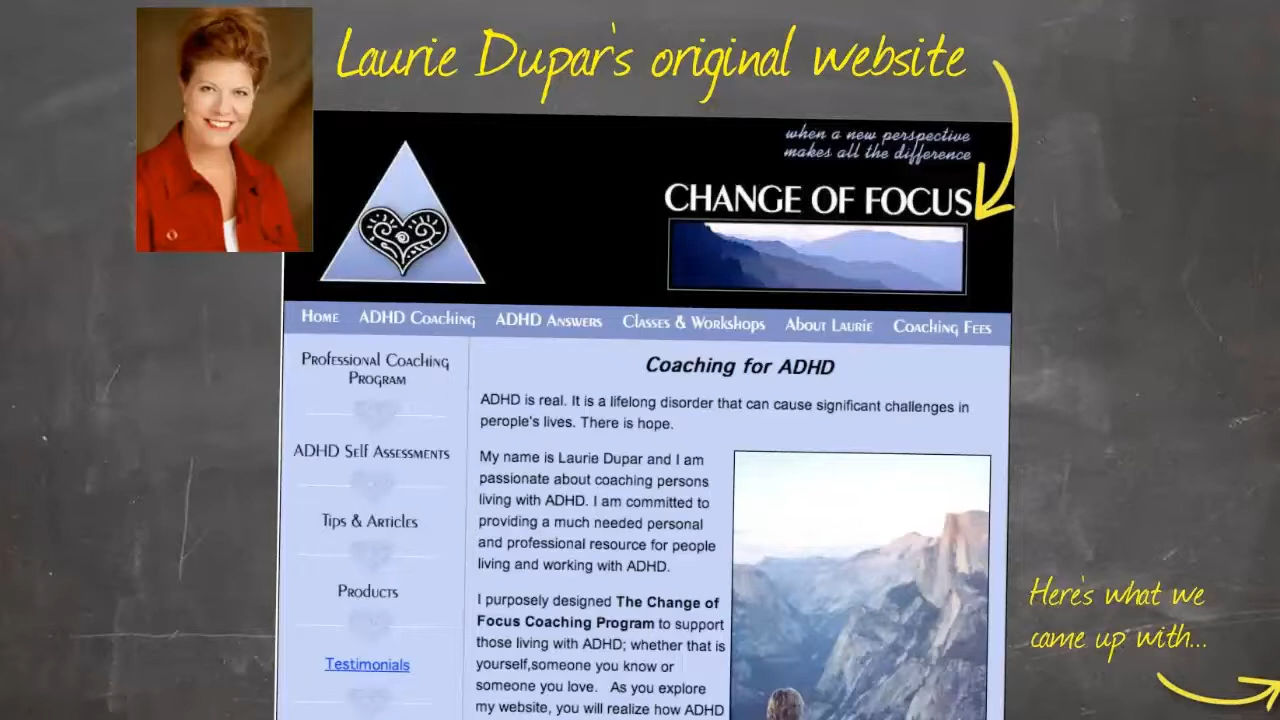 Laurie Dupar's original website
when a new perspective
makes all the difference
CHANGE OF FOCUS
Home ADHD Coaching ADHD Answers Classes & Workshops About Laurie Coaching Fees
Professional Coaching
Program
ADHD Self Assessments
Tips & Articles
Products
Testimonials
Coaching for ADHD
ADHD is real. It is a lifelong disorder that can cause significant challenges in
perople's lives. There is hope.
My name is Laurie Dupar and I am
passionate about coaching persons
living with ADHD. I am committed to
providing a much needed personal
and professional resource for people
living and working with ADHD.
I purposely designed The Change of
Focus Coaching Program to support
those living with ADHD; whether that is
yourself,someone you know or
someone you love. As you explore
my website, you will realize how ADHD
Here's what we
came up with...